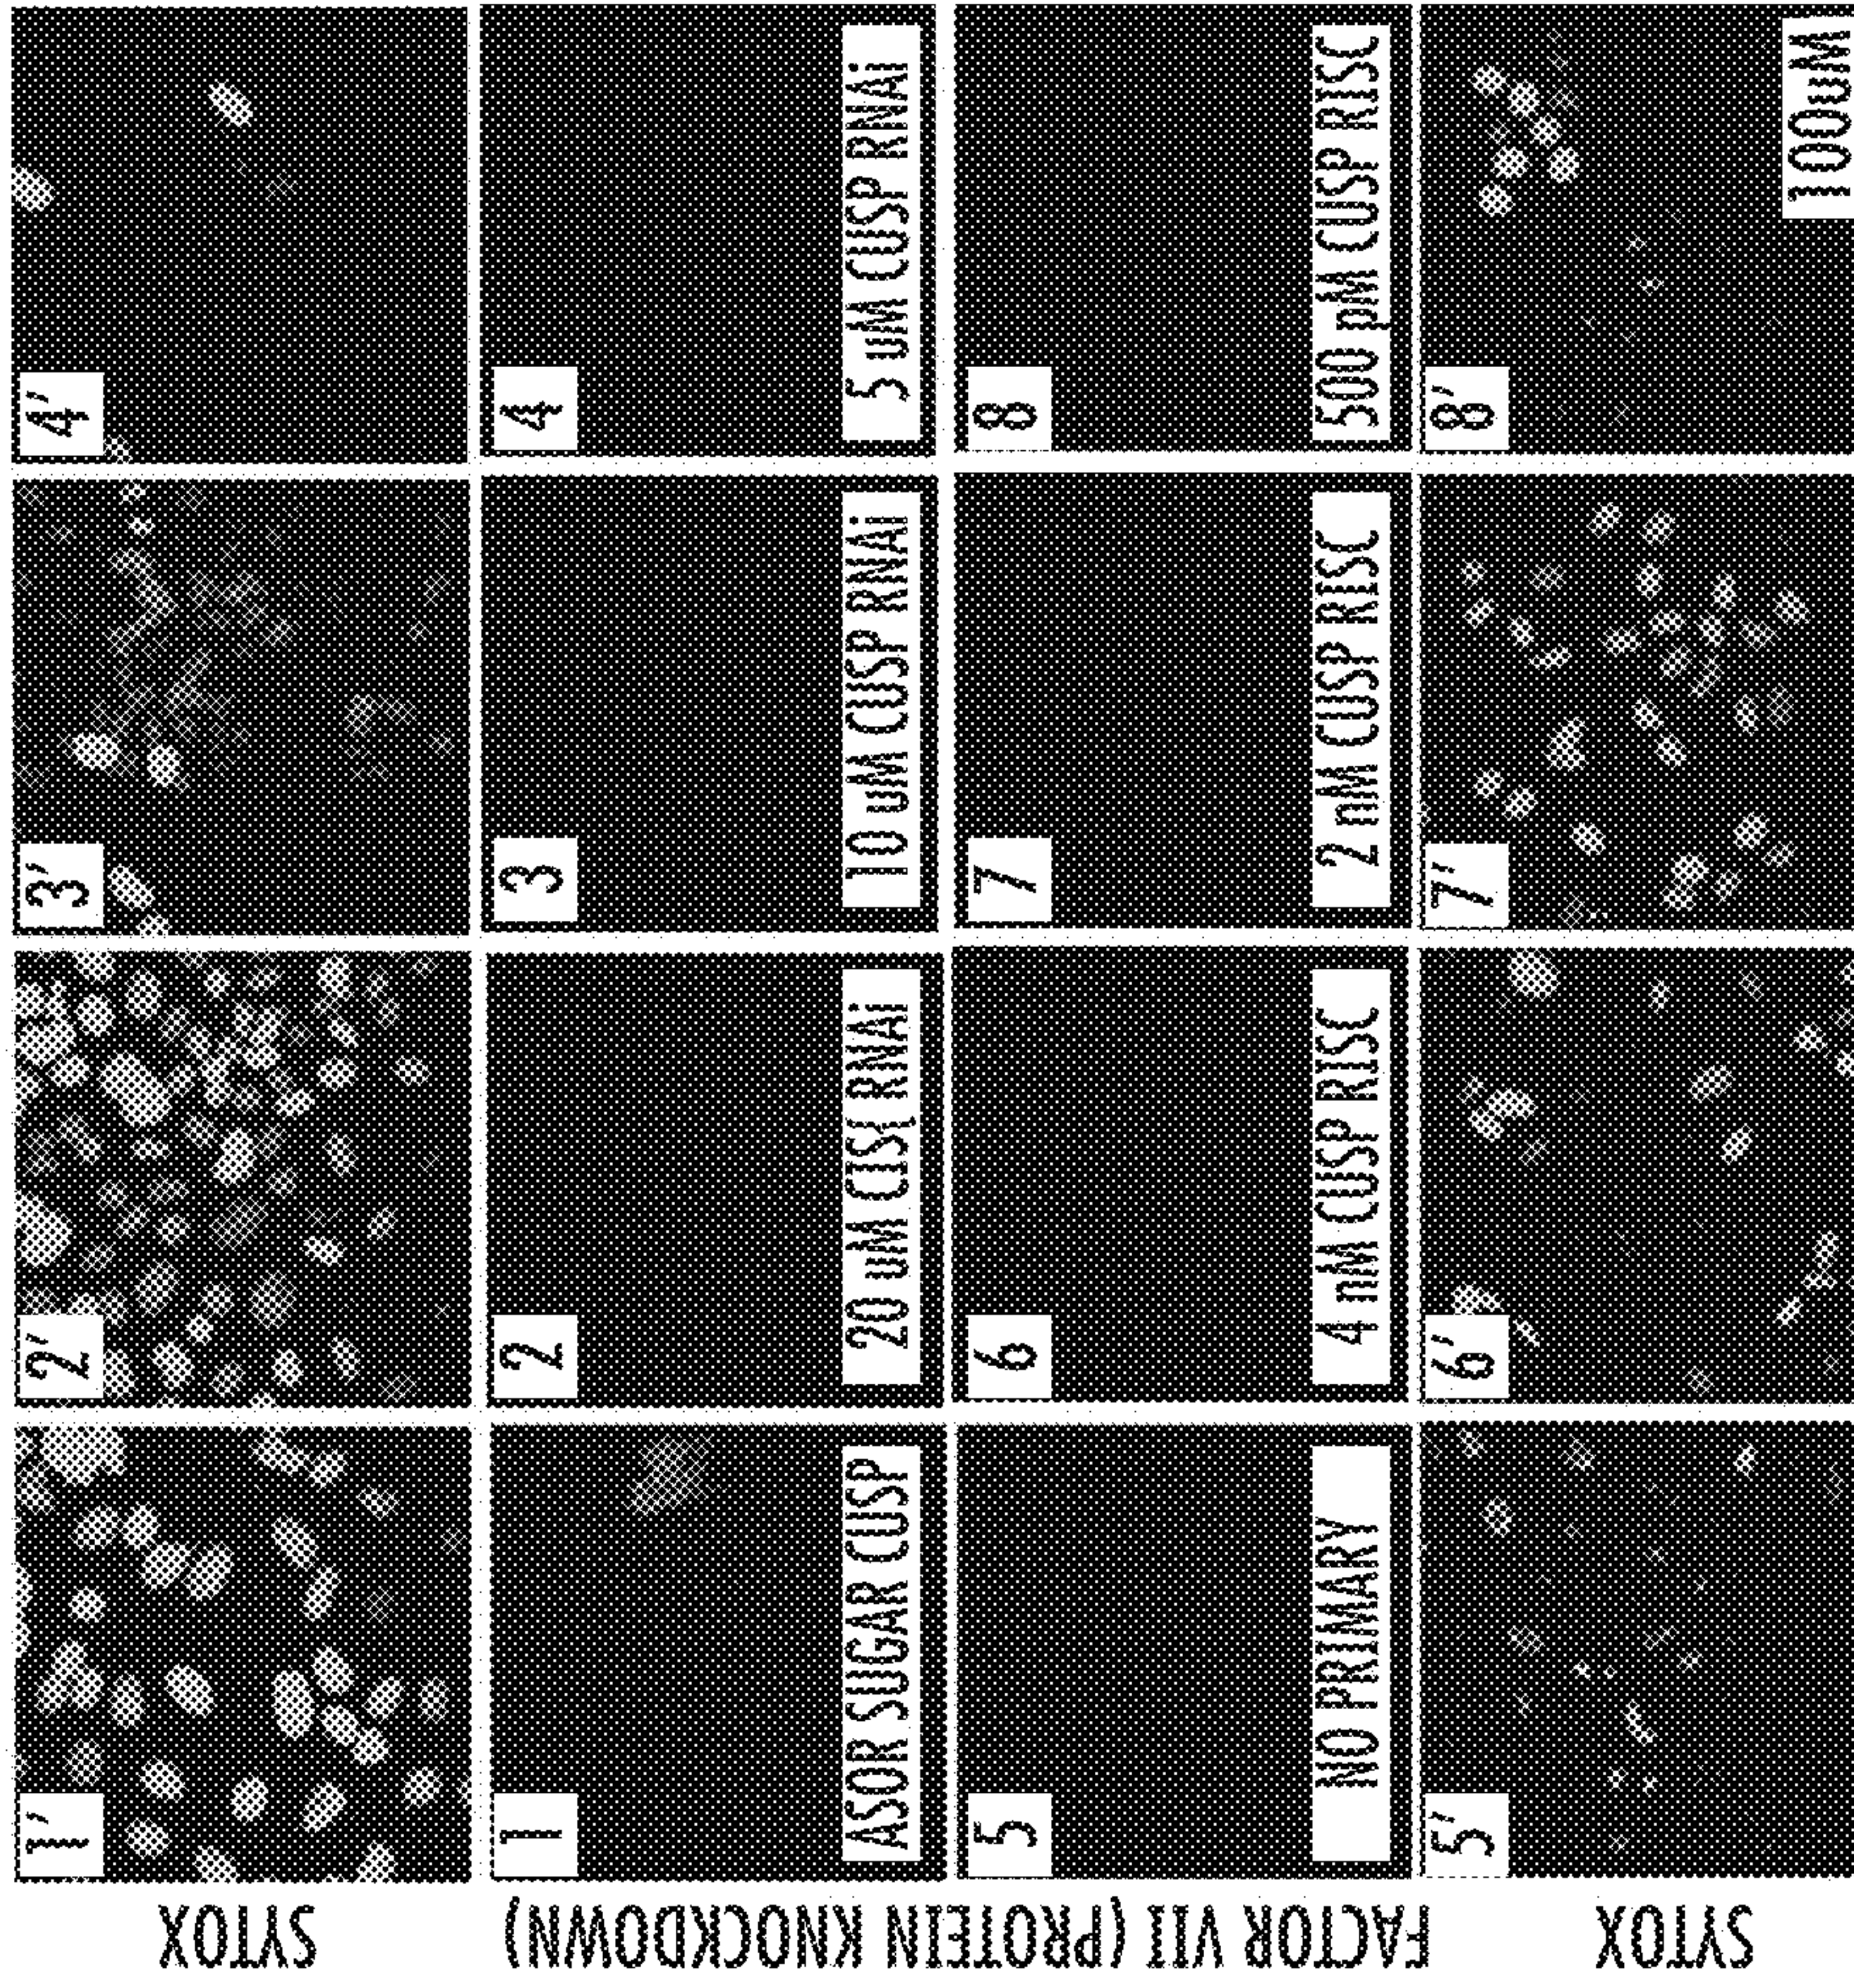 SYTOX
1'
2'
3'
4'
FACTOR VII (PROTEIN KNOCKDOWN)
1
2
3
4
ASOR SUGAR CUSP
20 uM CIS{ RNAi
10 uM CUSP RNAi
5 uM CUSP RNAi
5
6
7
8
NO PRIMARY
4 nM CUSP RISC
2 nM CUSP RISC
500 pM CUSP RISC
SYTOX
5'
6'
7'
8'
100uM